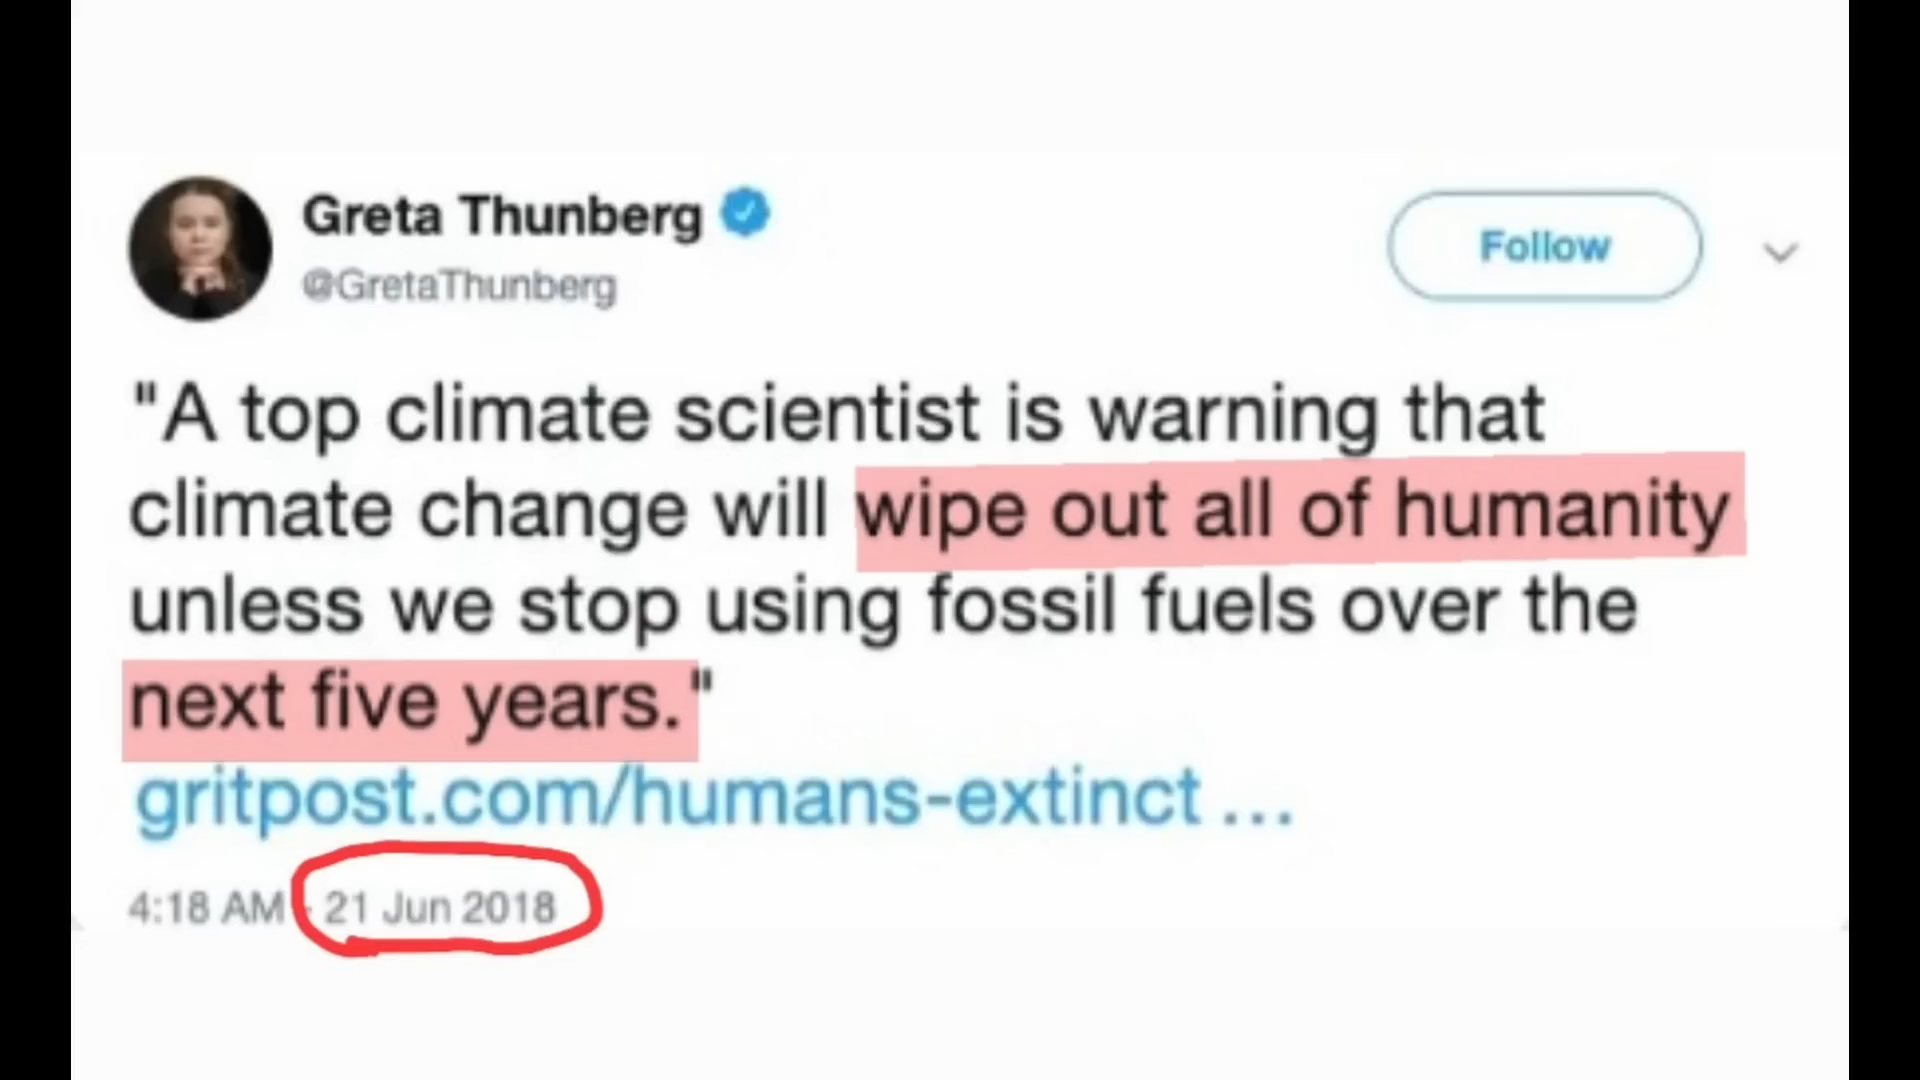 Greta Thunberg
@GretaThunberg
Follow
"A top climate scientist is warning that
climate change will wipe out all of humanity
unless we stop using fossil fuels over the
next five years."
gritpost.com/humans-extinct ...
4:18 AM - 21 Jun 2018